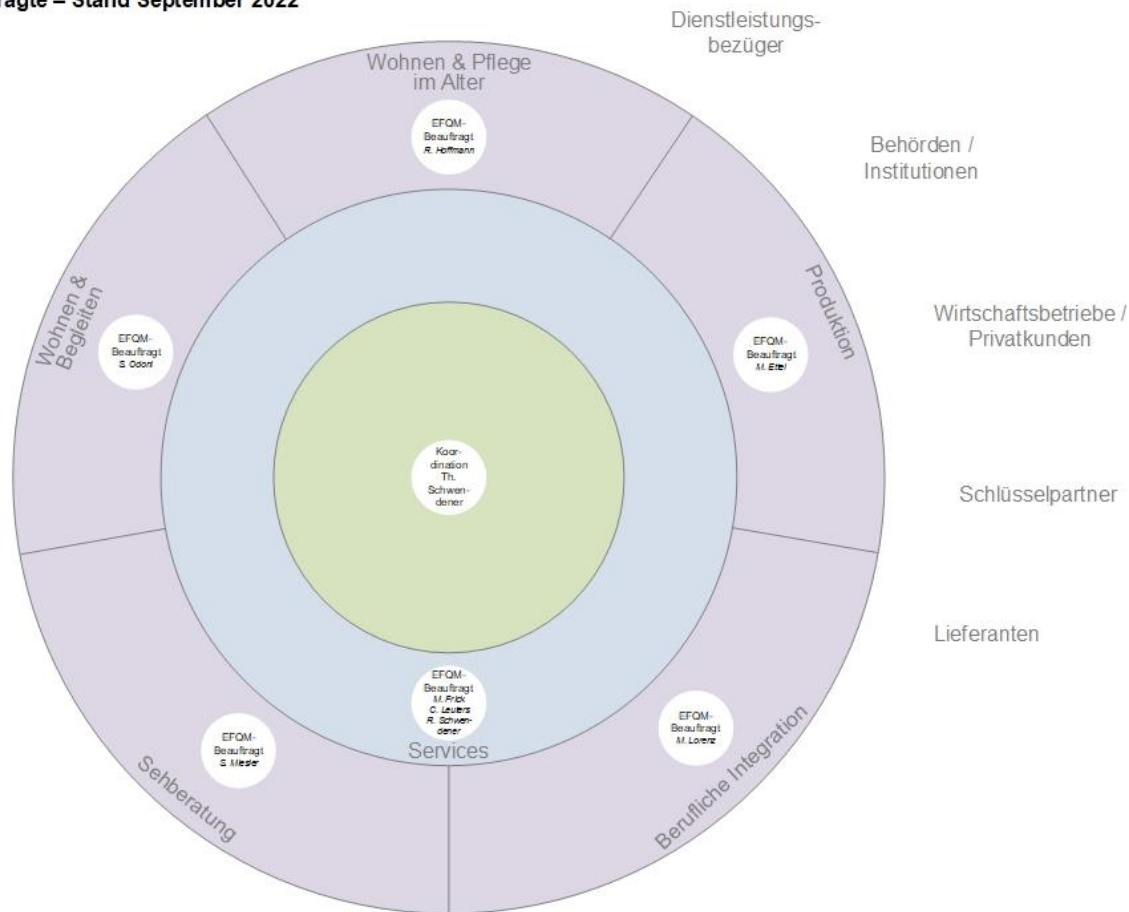 – Stand September 2022
Dienstleistungs-
bezüger
Wohnen & Pflege
im Alter
EFQM-
Beauftragt
R. Hoffmann
Behörden /
Institutionen
Wohnen &
Begleiten
EFQM-
Beauftragt
S. Odoni
Produktion
EFQM-
Beauftragt
M. Ettel
Wirtschaftsbetriebe /
Privatkunden
Koor-
dination
Th.
Schwen-
dener
Schlüsselpartner
Lieferanten
EFQM-
Beauftragt
M. Frick
C. Leuters
R. Schwen-
dener
Services
EFQM-
Beauftragt
S. Miesler
Sehberatung
EFQM-
Beauftragt
M. Lorenz
Berufliche Integration